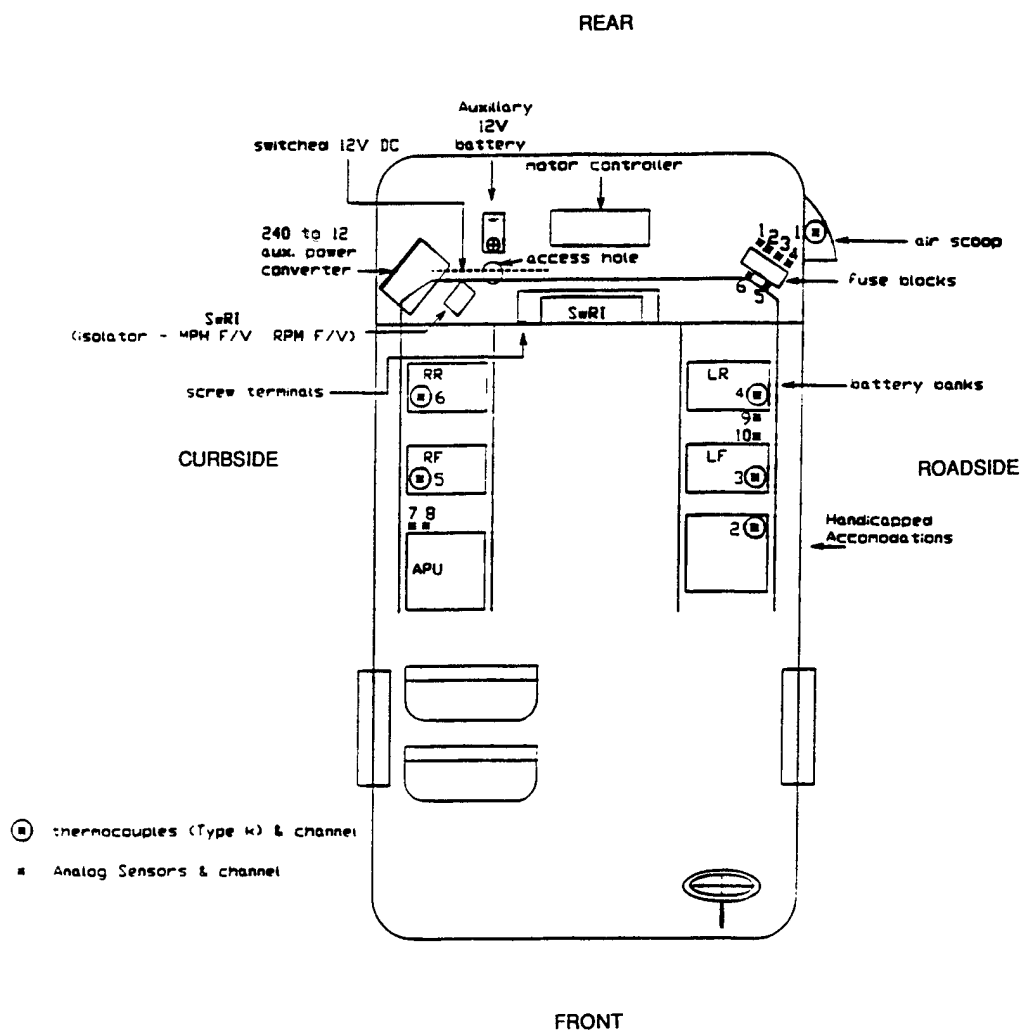 REAR
Auxillary
12V
battery
switched 12V DC
motor controller
240 to 12
aux. power
converter
access hole
1
2
3
4
1
air scoop
fuse blocks
6
5
SwRI
(isolator - MPH F/V RPM F/V)
SwRI
RR
6
LR
4
screw terminals
battery banks
9
10
CURBSIDE
RF
5
LF
3
ROADSIDE
7 8
2
Handicapped
Accomodations
APU
thermocouples (Type k) & channel
Analog Sensors & channel
FRONT